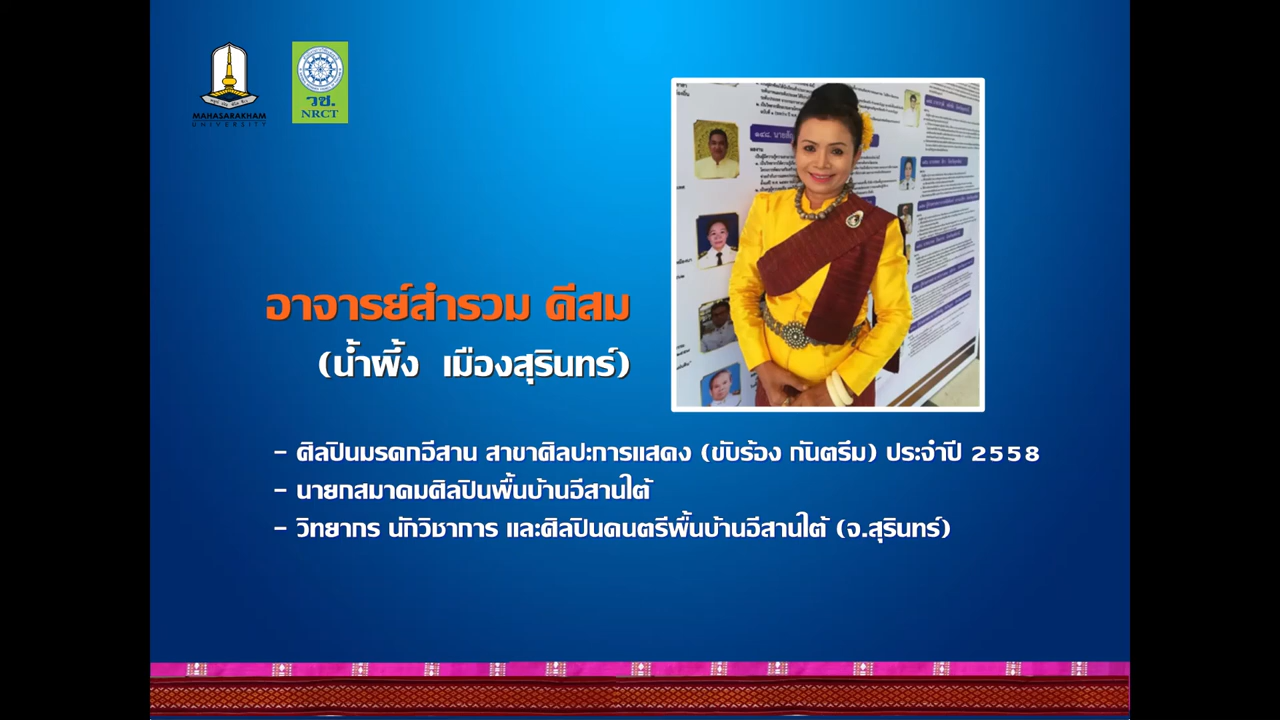 MAHASARAKHAM
UNIVERSITY
วช.
NRCT
อาจารย์สำรวม ดีสม
(น้ำผึ้ง เมืองสุรินทร์)
- ศิลปินมรดกอีสาน สาขาศิลปะการแสดง (ขับร้อง กันตรึม) ประจำปี 2558
- นายกสมาคมศิลปินพื้นบ้านอีสานใต้
- วิทยากร นักวิชาการ และศิลปินดนตรีพื้นบ้านอีสานใต้ (จ.สุรินทร์)